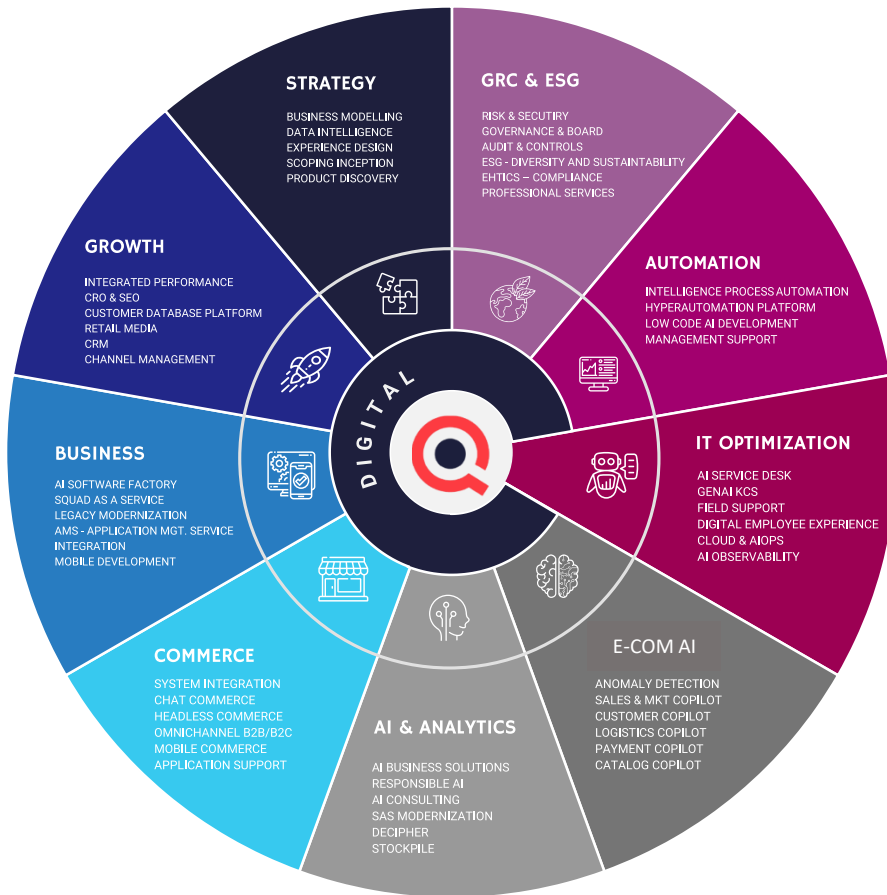 STRATEGY
BUSINESS MODELLING
DATA INTELLIGENCE
EXPERIENCE DESIGN
SCOPING INCEPTION
PRODUCT DISCOVERY
GRC & ESG
RISK & SECUTIRY
GOVERNANCE & BOARD
AUDIT & CONTROLS
ESG - DIVERSITY AND SUSTAINTABILITY
EHTICS – COMPLIANCE
PROFESSIONAL SERVICES
AUTOMATION
INTELLIGENCE PROCESS AUTOMATION
HYPERAUTOMATION PLATFORM
LOW CODE AI DEVELOPMENT
MANAGEMENT SUPPORT
IT OPTIMIZATION
AI SERVICE DESK
GENAI KCS
FIELD SUPPORT
DIGITAL EMPLOYEE EXPERIENCE
CLOUD & AIOPS
AI OBSERVABILITY
E-COM AI
ANOMALY DETECTION
SALES & MKT COPILOT
CUSTOMER COPILOT
LOGISTICS COPILOT
PAYMENT COPILOT
CATALOG COPILOT
AI & ANALYTICS
AI BUSINESS SOLUTIONS
RESPONSIBLE AI
AI CONSULTING
SAS MODERNIZATION
DECIPHER
STOCKPILE
COMMERCE
SYSTEM INTEGRATION
CHAT COMMERCE
HEADLESS COMMERCE
OMNICHANNEL B2B/B2C
MOBILE COMMERCE
APPLICATION SUPPORT
BUSINESS
AI SOFTWARE FACTORY
SQUAD AS A SERVICE
LEGACY MODERNIZATION
AMS - APPLICATION MGT. SERVICE
INTEGRATION
MOBILE DEVELOPMENT
GROWTH
INTEGRATED PERFORMANCE
CRO & SEO
CUSTOMER DATABASE PLATFORM
RETAIL MEDIA
CRM
CHANNEL MANAGEMENT
DIGITAL